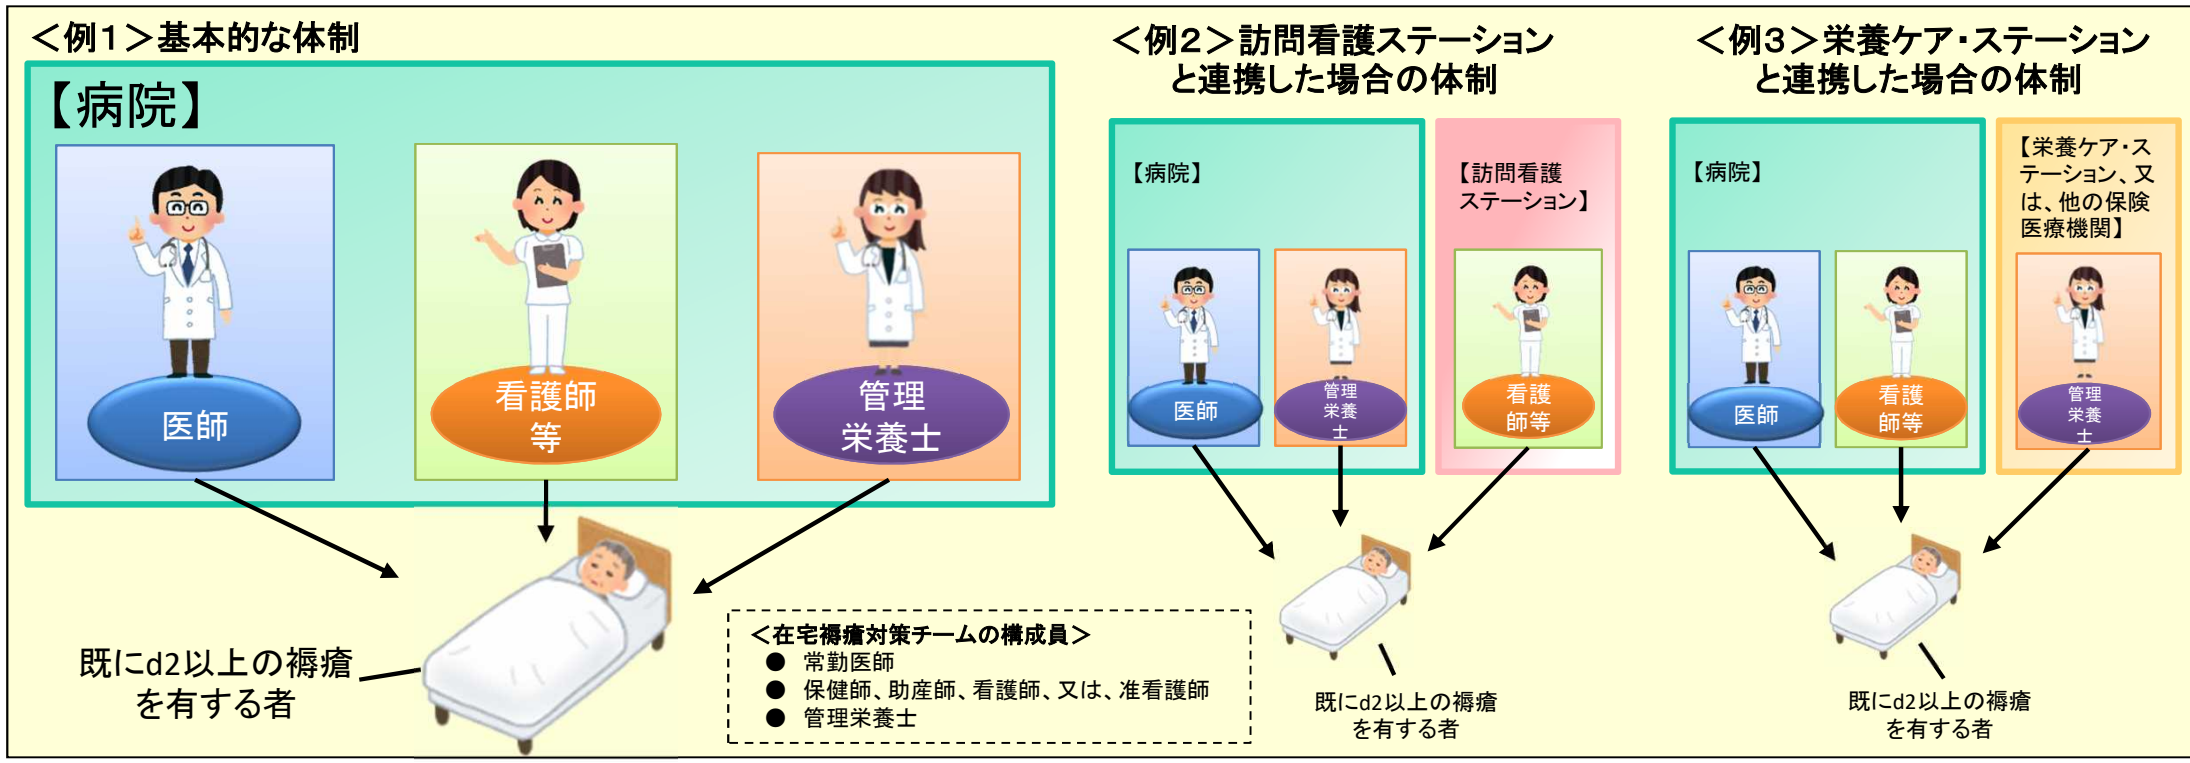 ＜例１＞基本的な体制
【病院】
医師
看護師
等
管理
栄養士
既にd2以上の褥瘡
を有する者
＜在宅褥瘡対策チームの構成員＞
● 常勤医師
● 保健師、助産師、看護師、又は、准看護師
● 管理栄養士
＜例２＞訪問看護ステーション
と連携した場合の体制
【病院】
医師
管理
栄養
士
【訪問看護
ステーション】
看護
師等
既にd2以上の褥瘡
を有する者
＜例３＞栄養ケア・ステーション
と連携した場合の体制
【病院】
医師
看護
師等
【栄養ケア・ス
テーション、又
は、他の保険
医療機関】
管理
栄養
士
既にd2以上の褥瘡
を有する者